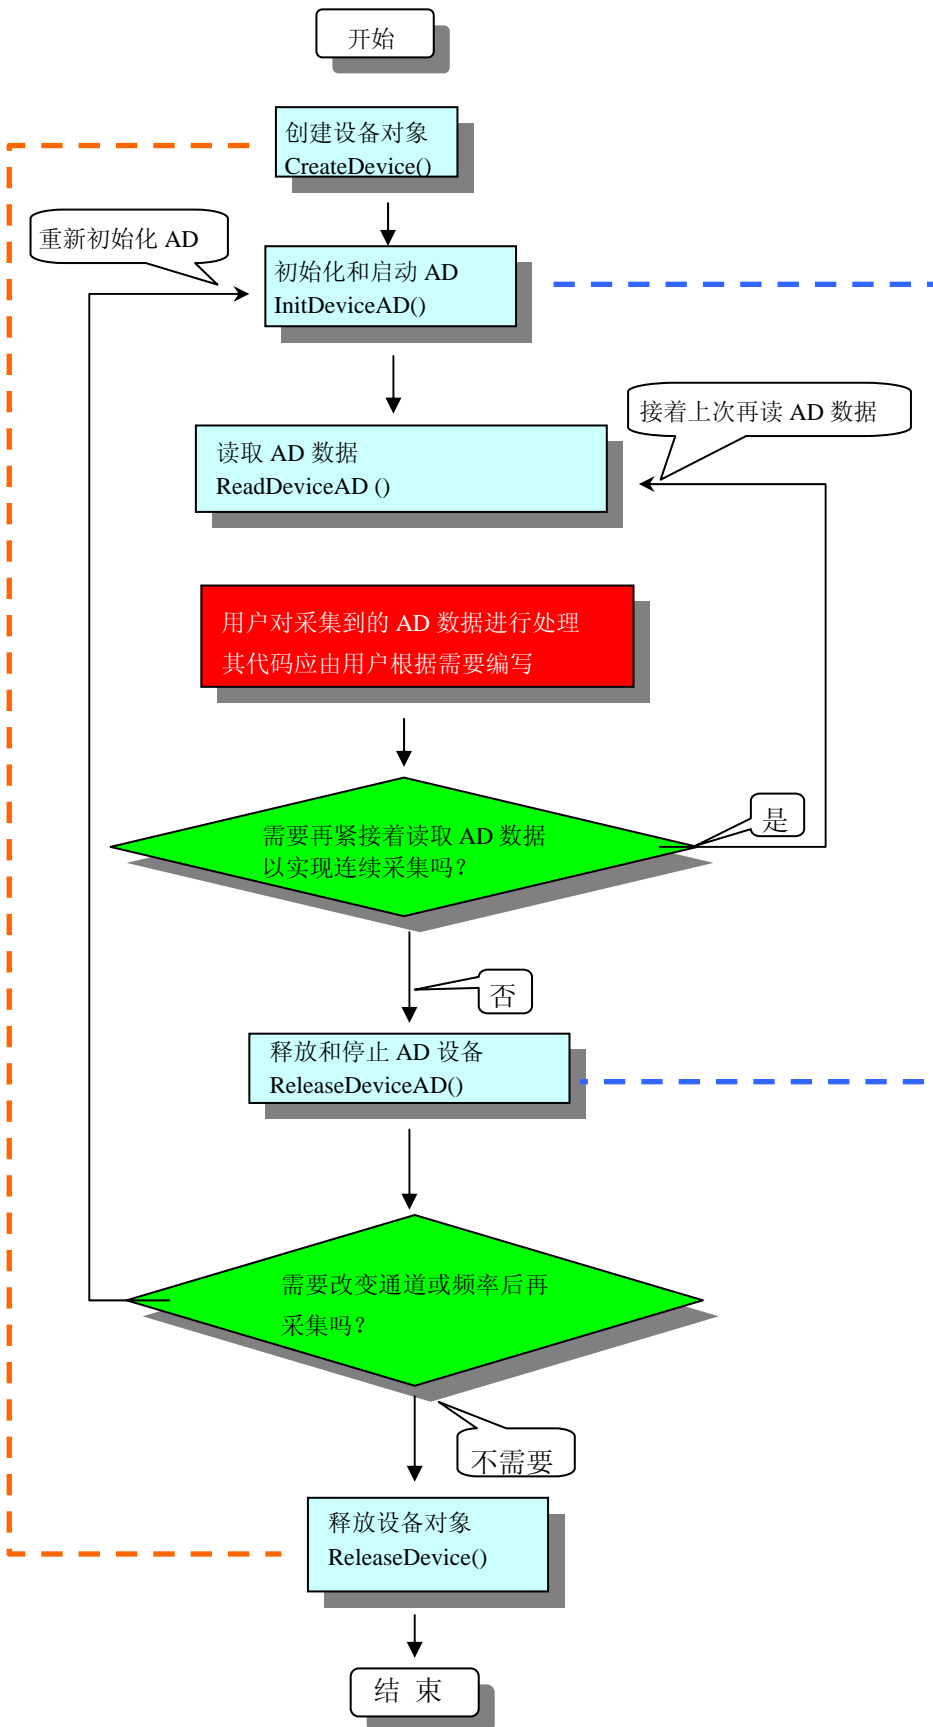 开始
创建设备对象
CreateDevice()
重新初始化 AD
初始化和启动 AD
InitDeviceAD()
接着上次再读 AD 数据
读取 AD 数据
ReadDeviceAD ()
用户对采集到的 AD 数据进行处理
其代码应由用户根据需要编写
需要再紧接着读取 AD 数据
以实现连续采集吗?
是
否
释放和停止 AD 设备
ReleaseDeviceAD()
需要改变通道或频率后再
采集吗?
不需要
释放设备对象
ReleaseDevice()
结 束